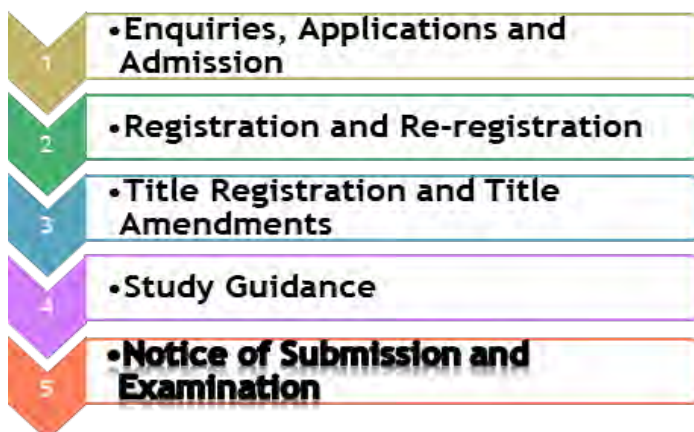 1
•Enquiries, Applications and
Admission
2
•Registration and Re-registration
3
•Title Registration and Title
Amendments
4
•Study Guidance
5
•Notice of Submission and
Examination